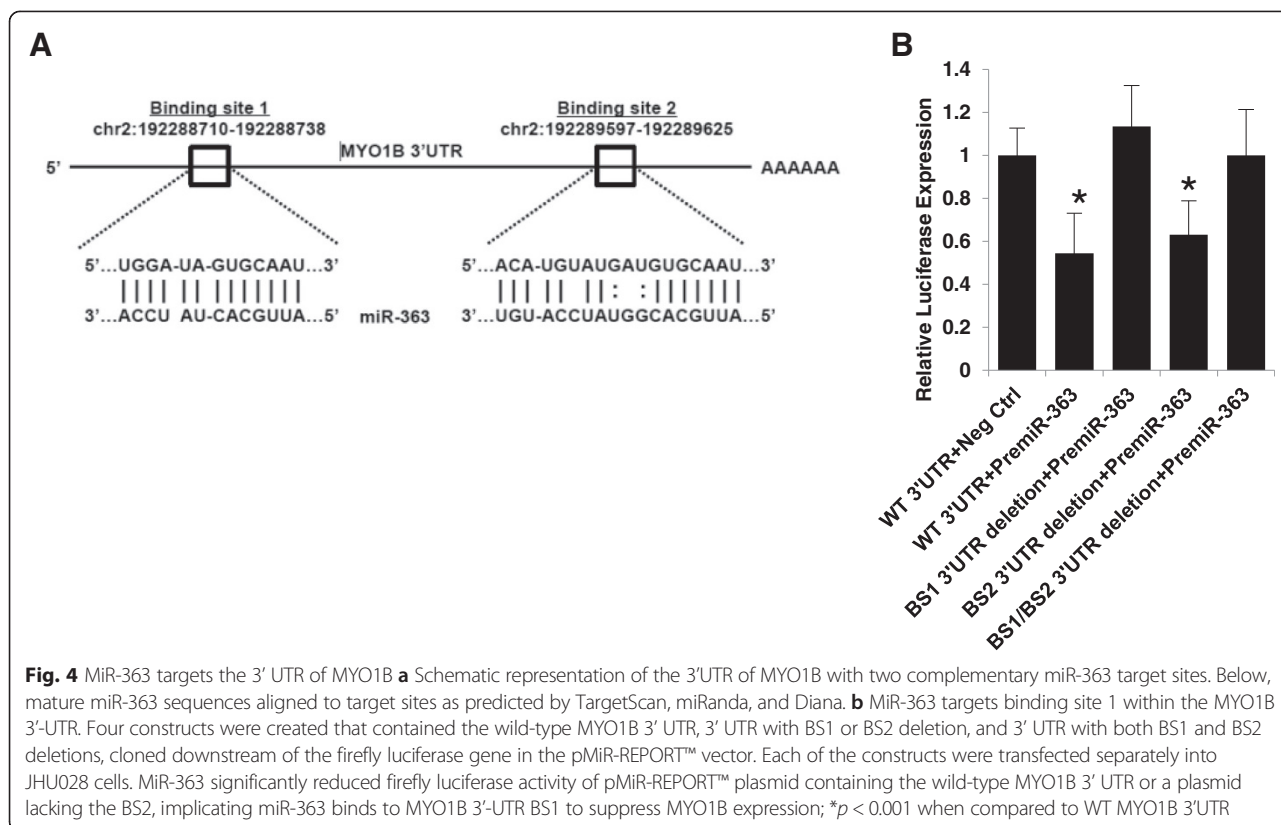 A
Binding site 1
chr2:192288710-192288738
Binding site 2
chr2:192289597-192289625
5’
MYO1B 3’UTR
AAAAAA
5’...UGGA-UA-GUGCAAU...3’
3’...ACCU AU-CACGUUA...5’
miR-363
5’...ACA-UGUAUGAUGUGCAAU...3’
3’...UGU-ACCUAUGGCACGUUA...5’
B
Relative Luciferase Expression
1.4
1.2
1
0.8
0.6
0.4
0.2
0
*
*
WT 3'UTR+Neg Ctrl
WT 3'UTR+PremiR-363
BS1 3'UTR deletion+PremiR-363
BS2 3'UTR deletion+PremiR-363
BS1/BS2 3'UTR deletion+PremiR-363
Fig. 4 MiR-363 targets the 3’ UTR of MYO1B a Schematic representation of the 3’UTR of MYO1B with two complementary miR-363 target sites. Below,
mature miR-363 sequences aligned to target sites as predicted by TargetScan, miRanda, and Diana. b MiR-363 targets binding site 1 within the MYO1B
3’-UTR. Four constructs were created that contained the wild-type MYO1B 3’ UTR, 3’ UTR with BS1 or BS2 deletion, and 3’ UTR with both BS1 and BS2
deletions, cloned downstream of the firefly luciferase gene in the pMiR-REPORT™ vector. Each of the constructs were transfected separately into
JHU028 cells. MiR-363 significantly reduced firefly luciferase activity of pMiR-REPORT™ plasmid containing the wild-type MYO1B 3’ UTR or a plasmid
lacking the BS2, implicating miR-363 binds to MYO1B 3’-UTR BS1 to suppress MYO1B expression; *p < 0.001 when compared to WT MYO1B 3’UTR